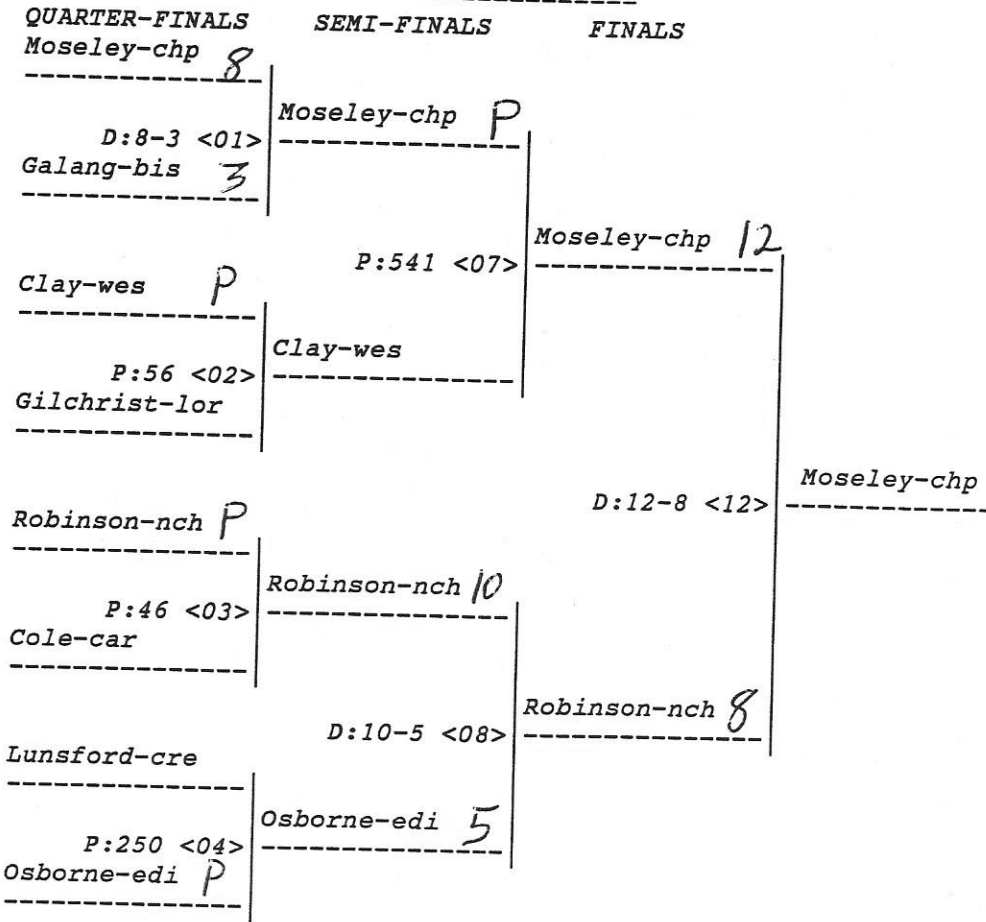 QUARTER-FINALS SEMI-FINALS FINALS
Moseley-chp 8
Moseley-chp P
D:8-3 <01>
Galang-bis 3
Moseley-chp 12
P:541 <07>
Clay-wes P
Clay-wes
P:56 <02>
Gilchrist-lor
Moseley-chp
D:12-8 <12>
Robinson-nch P
Robinson-nch 10
P:46 <03>
Cole-car
Robinson-nch 8
D:10-5 <08>
Lunsford-cre
Osborne-edi 5
P:250 <04>
Osborne-edi P